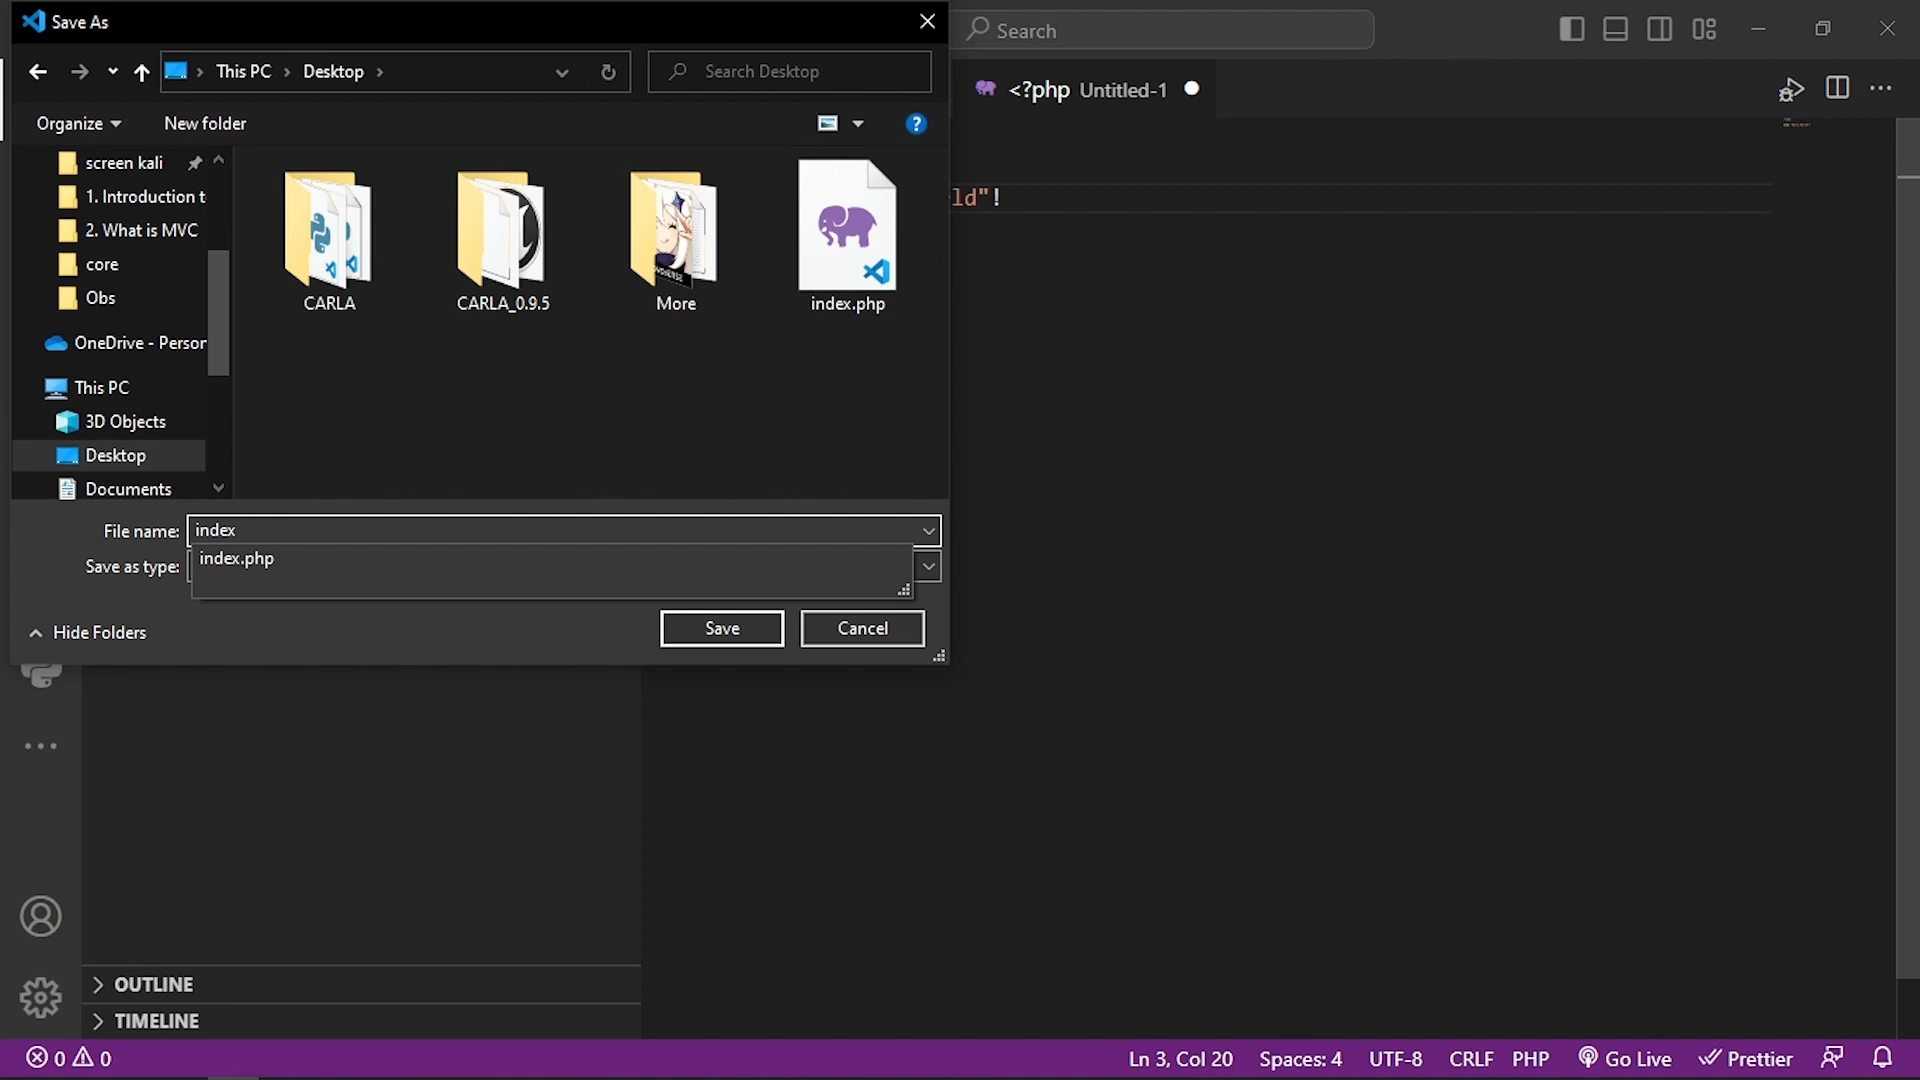 Save As
This PC
Desktop
Search Desktop
Organize
New folder
screen kali
1. Introduction t
2. What is MVC
core
Obs
OneDrive - Person
This PC
3D Objects
Desktop
Documents
CARLA
CARLA_0.9.5
More
index.php
File name:
index
index.php
Save as type:
Hide Folders
Save
Cancel
Search
<?php Untitled-1
ld"!
OUTLINE
TIMELINE
0
0
Ln 3, Col 20
Spaces: 4
UTF-8
CRLF
PHP
Go Live
Prettier